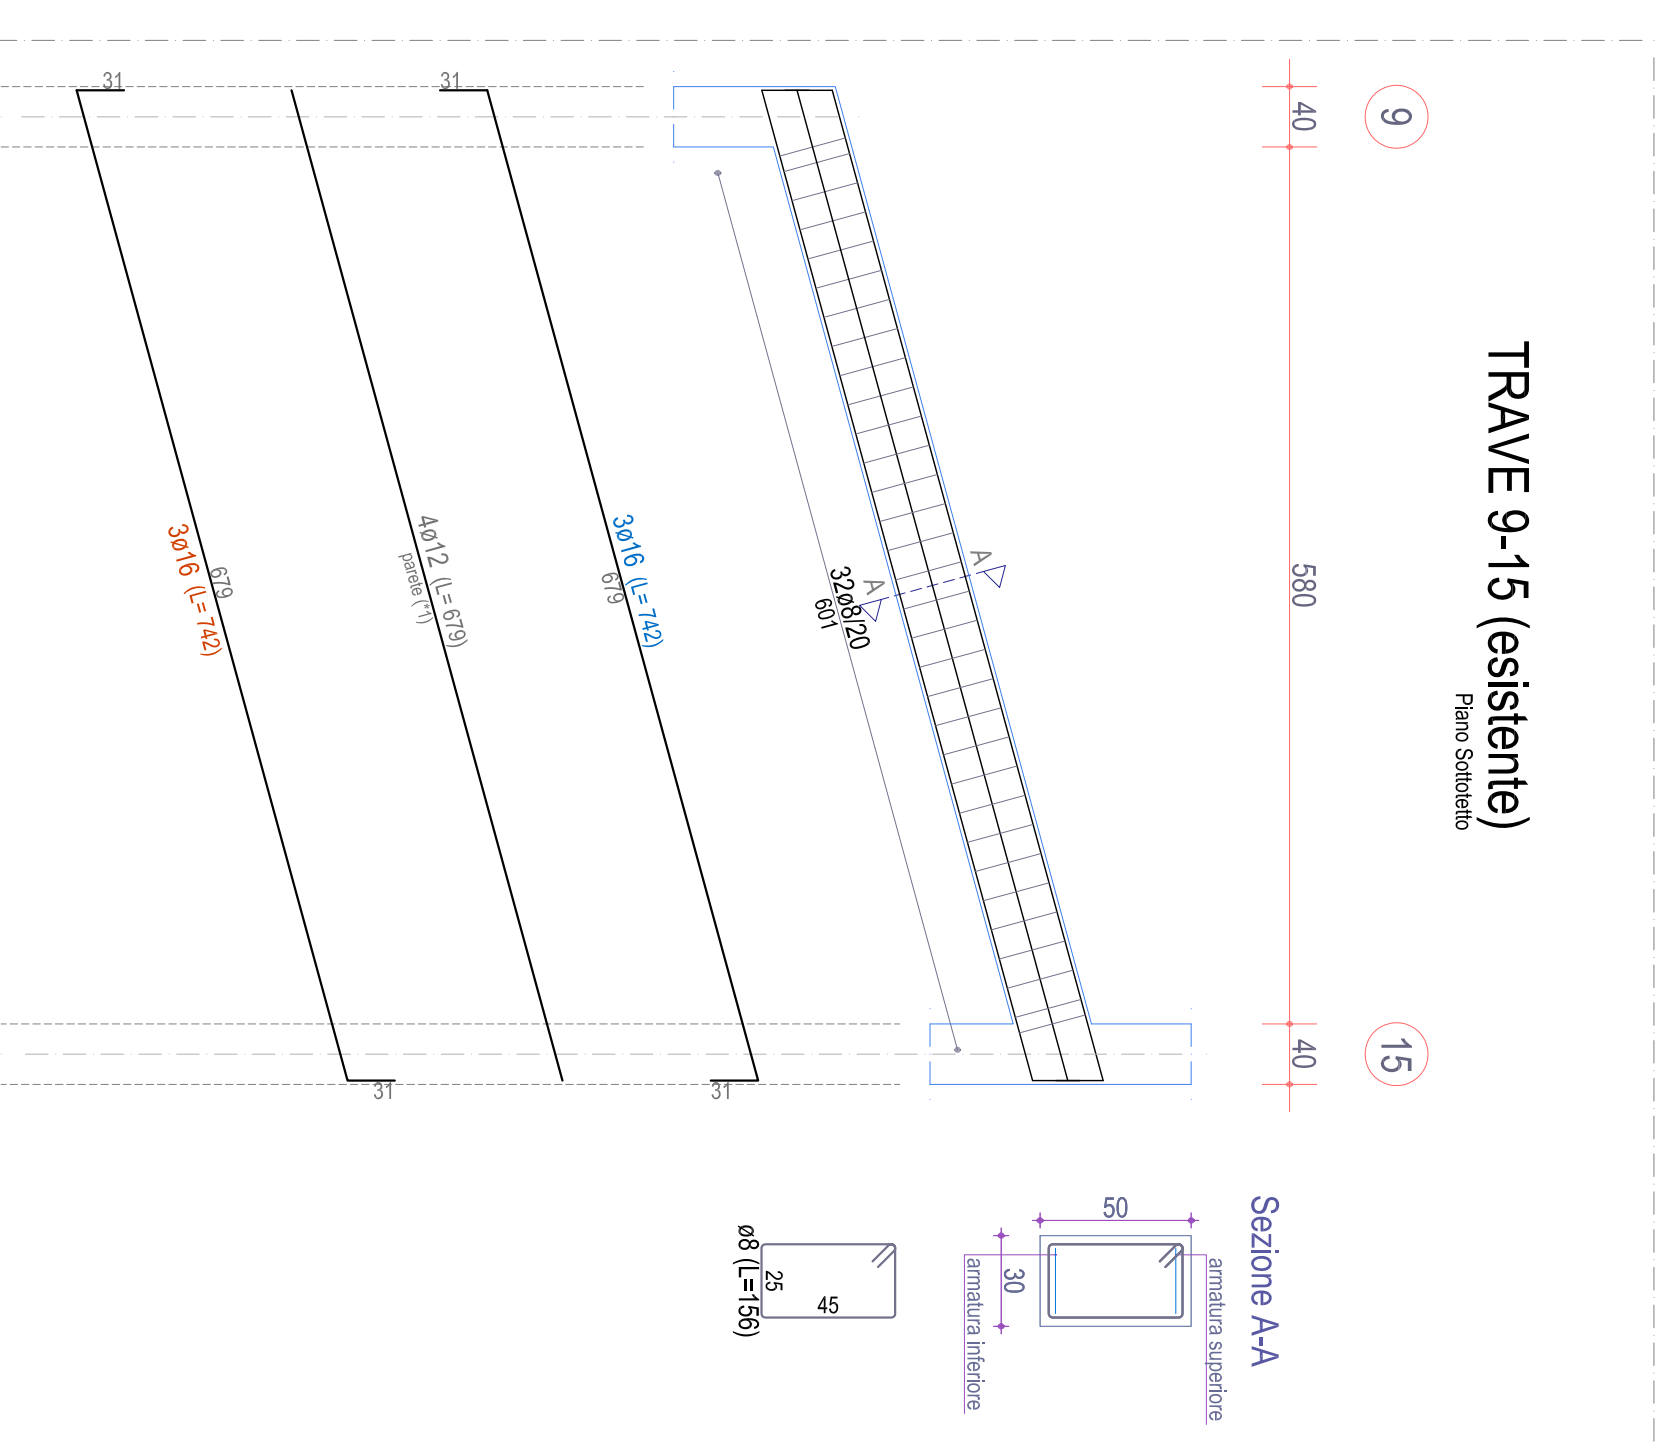 TRAVE 9-15 (esistente)
Piano Sottotetto
9
15
40
580
40
A
A
32ø8/20
601
31
3ø16 (L=742)
679
31
4ø12 (L=679)
parete (*1)
31
679
3ø16 (L=742)
31
Sezione A-A
armatura superiore
50
30
armatura inferiore
45
25
ø8 (L=156)